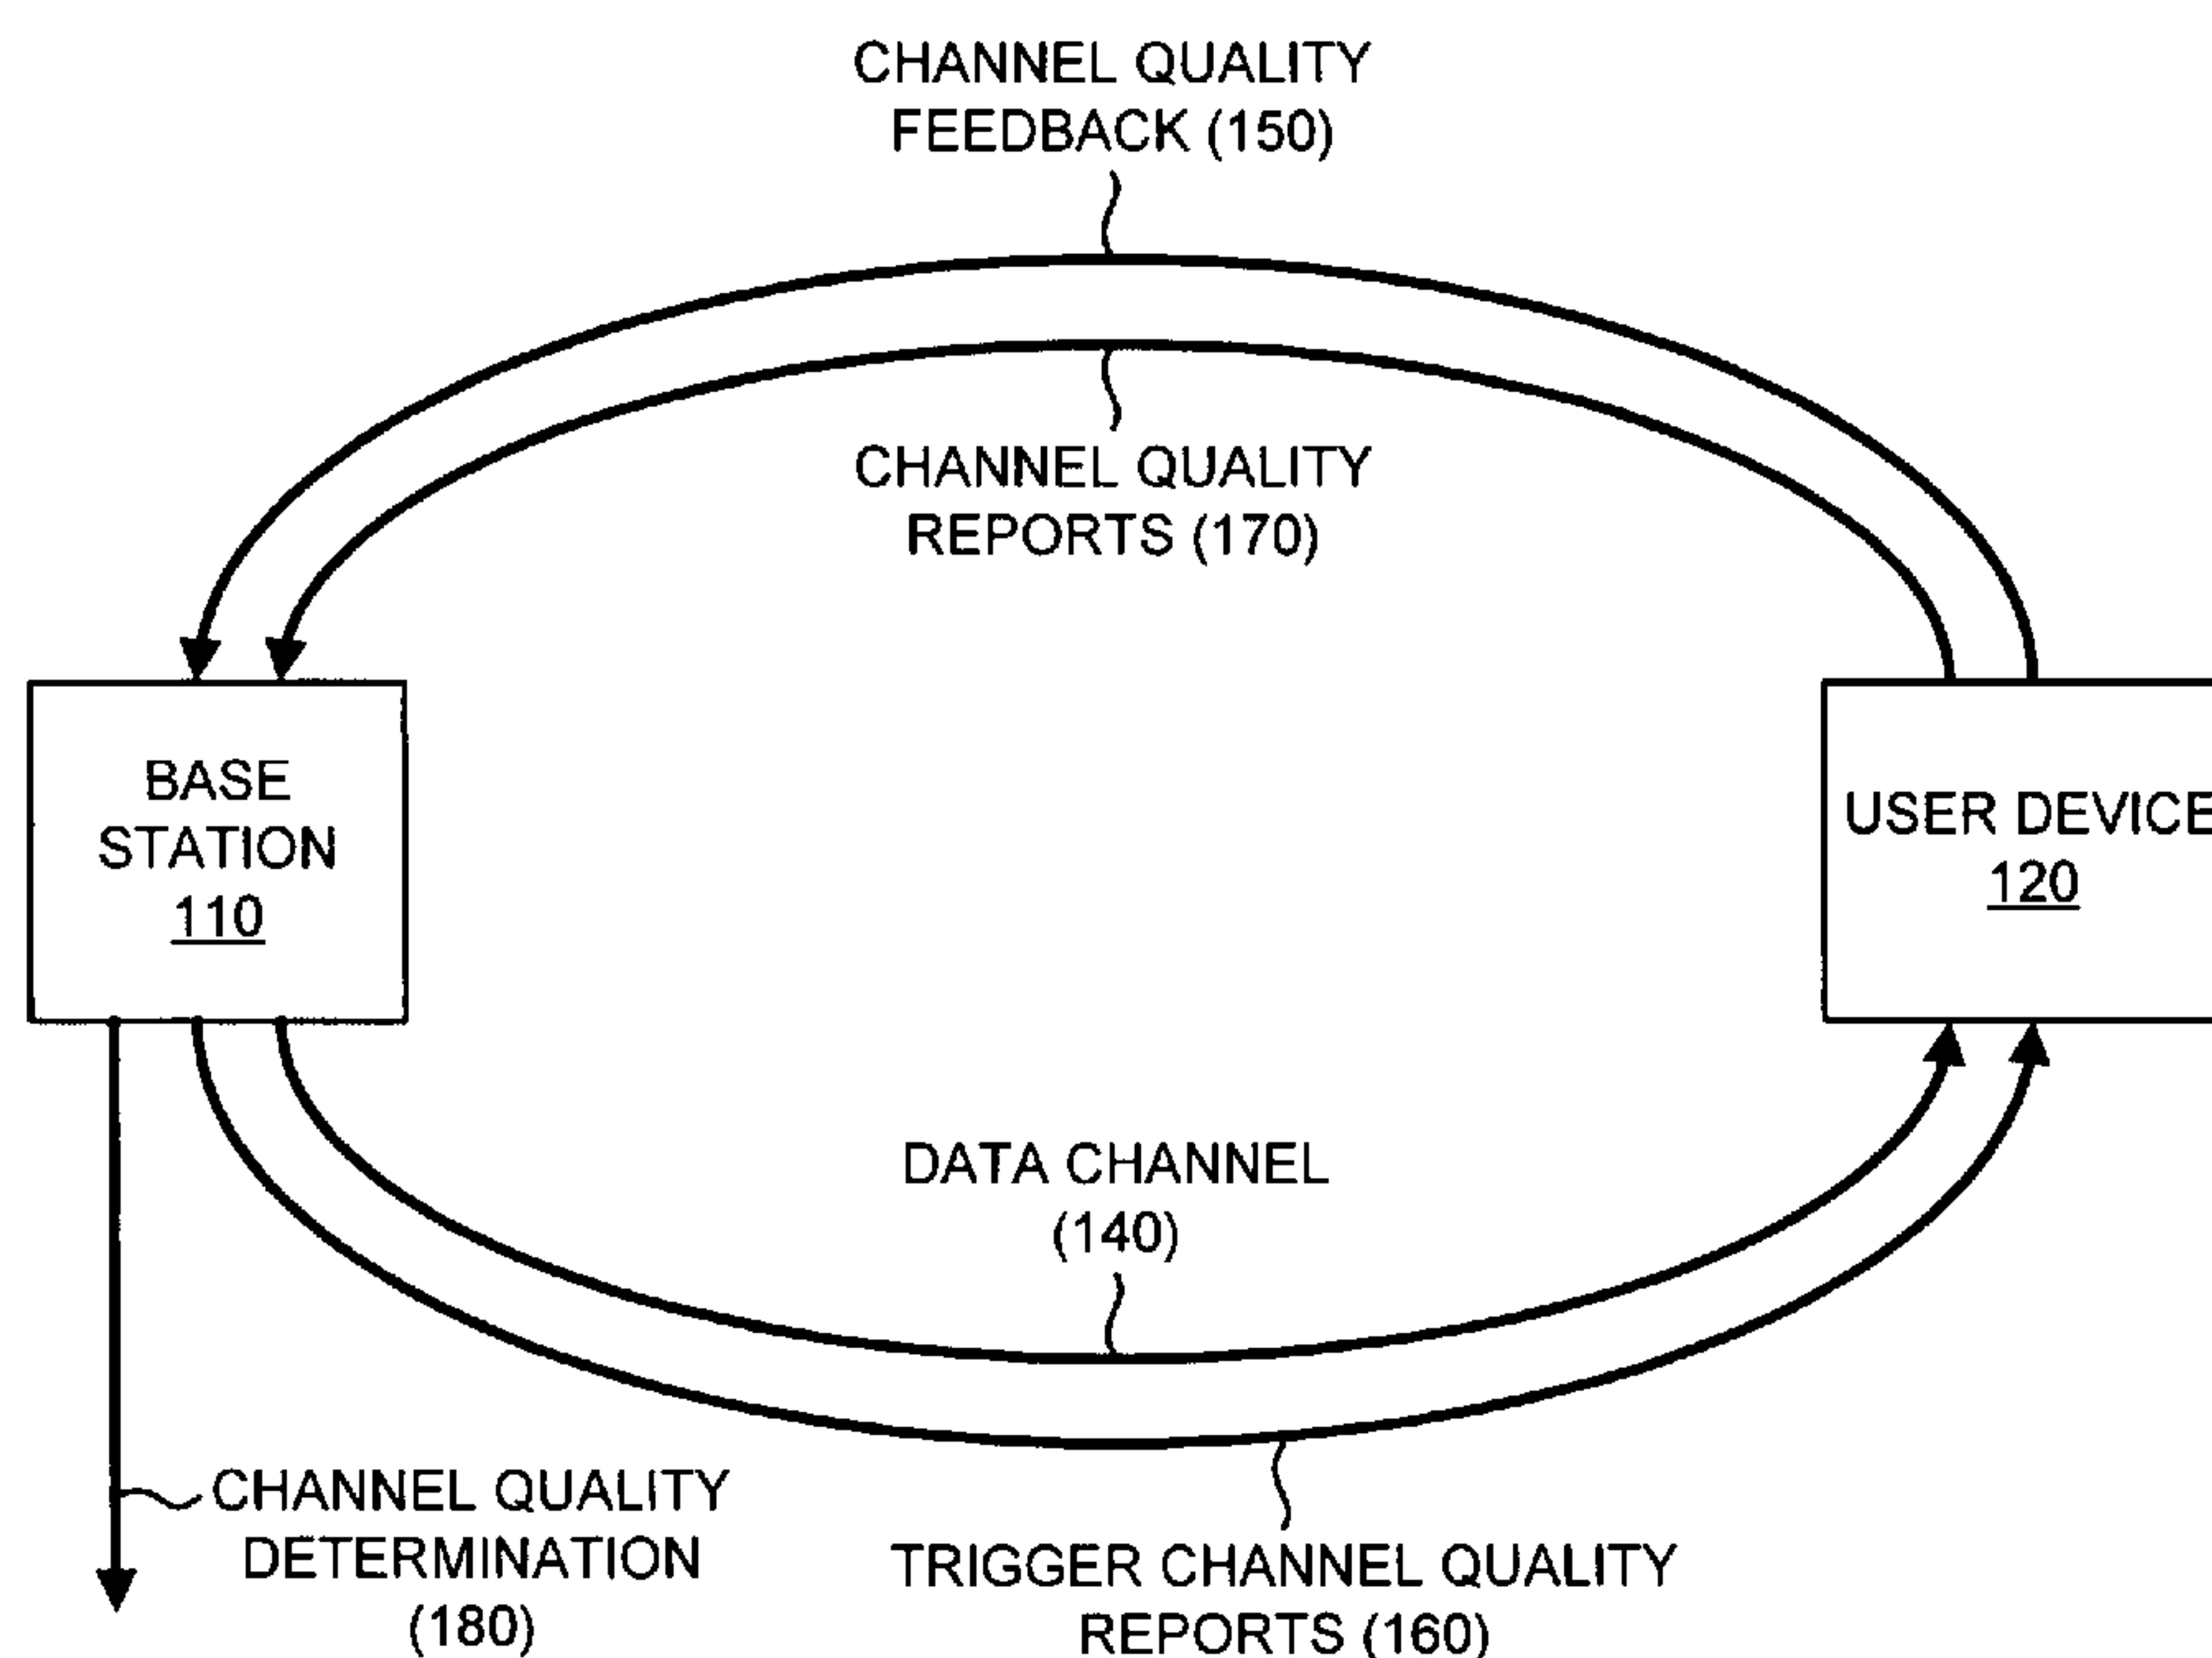 CHANNEL QUALITY
FEEDBACK (150)
CHANNEL QUALITY
REPORTS (170)
BASE
STATION
110
USER DEVICE
120
DATA CHANNEL
(140)
CHANNEL QUALITY
DETERMINATION
(180)
TRIGGER CHANNEL QUALITY
REPORTS (160)